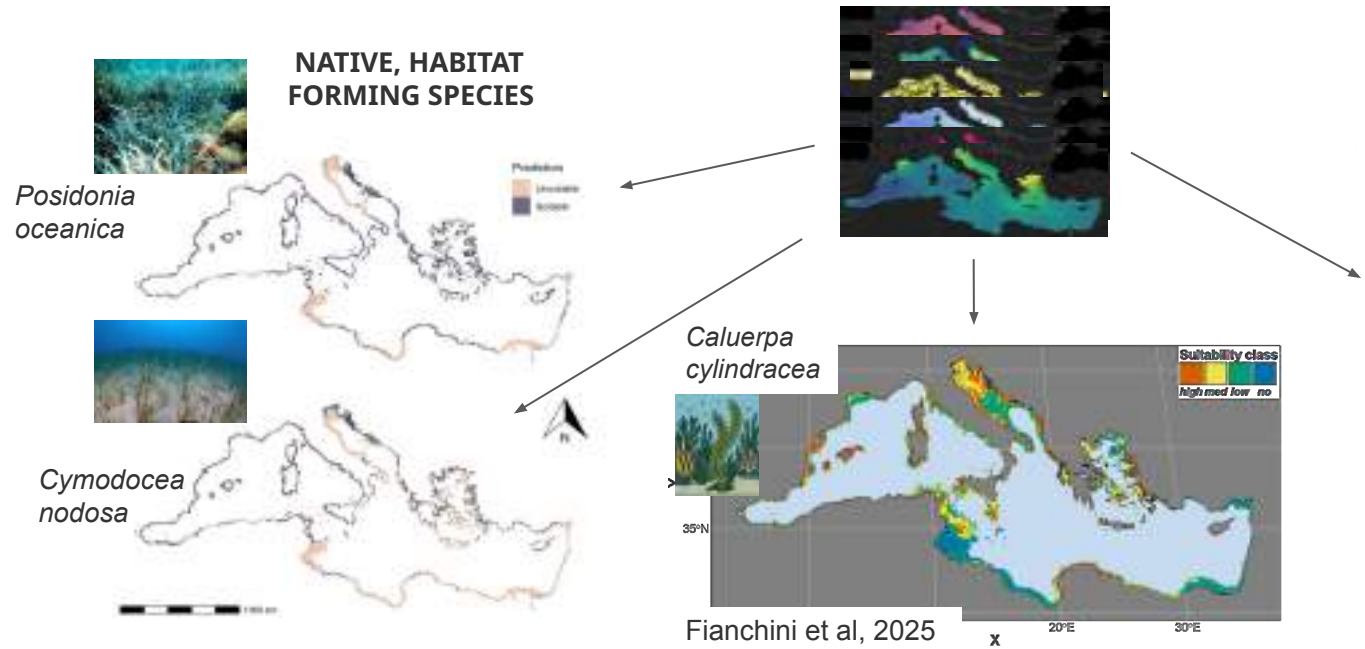 NATIVE, HABITAT
FORMING SPECIES
Posidonia
oceanica
Cymodocea
nodosa
N
Caluerpa
cylindracea
Suitability class
high med low no
35°N
20°E
30°E
x
Fianchini et al, 2025